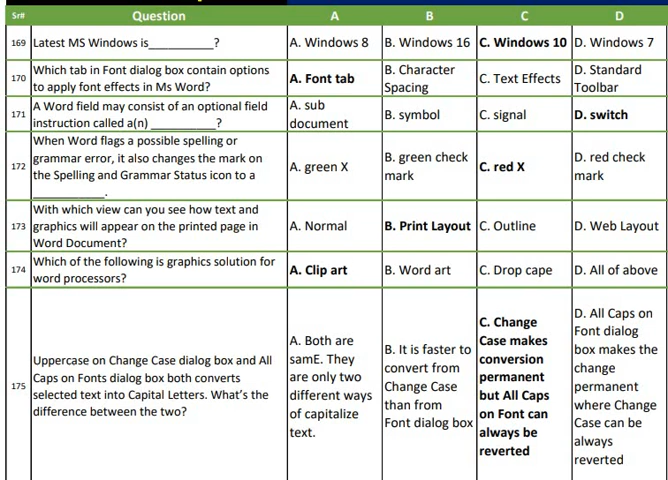 Sr# Question A B C D
169 Latest MS Windows is__________? A. Windows 8 B. Windows 16 C. Windows 10 D. Windows 7
170 Which tab in Font dialog box contain options to apply font effects in Ms Word? A. Font tab B. Character Spacing C. Text Effects D. Standard Toolbar
171 A Word field may consist of an optional field instruction called a(n) __________? A. sub document B. symbol C. signal D. switch
172 When Word flags a possible spelling or grammar error, it also changes the mark on the Spelling and Grammar Status icon to a ___________. A. green X B. green check mark C. red X D. red check mark
173 With which view can you see how text and graphics will appear on the printed page in Word Document? A. Normal B. Print Layout C. Outline D. Web Layout
174 Which of the following is graphics solution for word processors? A. Clip art B. Word art C. Drop cape D. All of above
175 Uppercase on Change Case dialog box and All Caps on Fonts dialog box both converts selected text into Capital Letters. What's the difference between the two? A. Both are samE. They are only two different ways of capitalize text. B. It is faster to convert from Change Case than from Font dialog box C. Change Case makes conversion permanent but All Caps on Font can always be reverted D. All Caps on Font dialog box makes the change permanent where Change Case can be always reverted